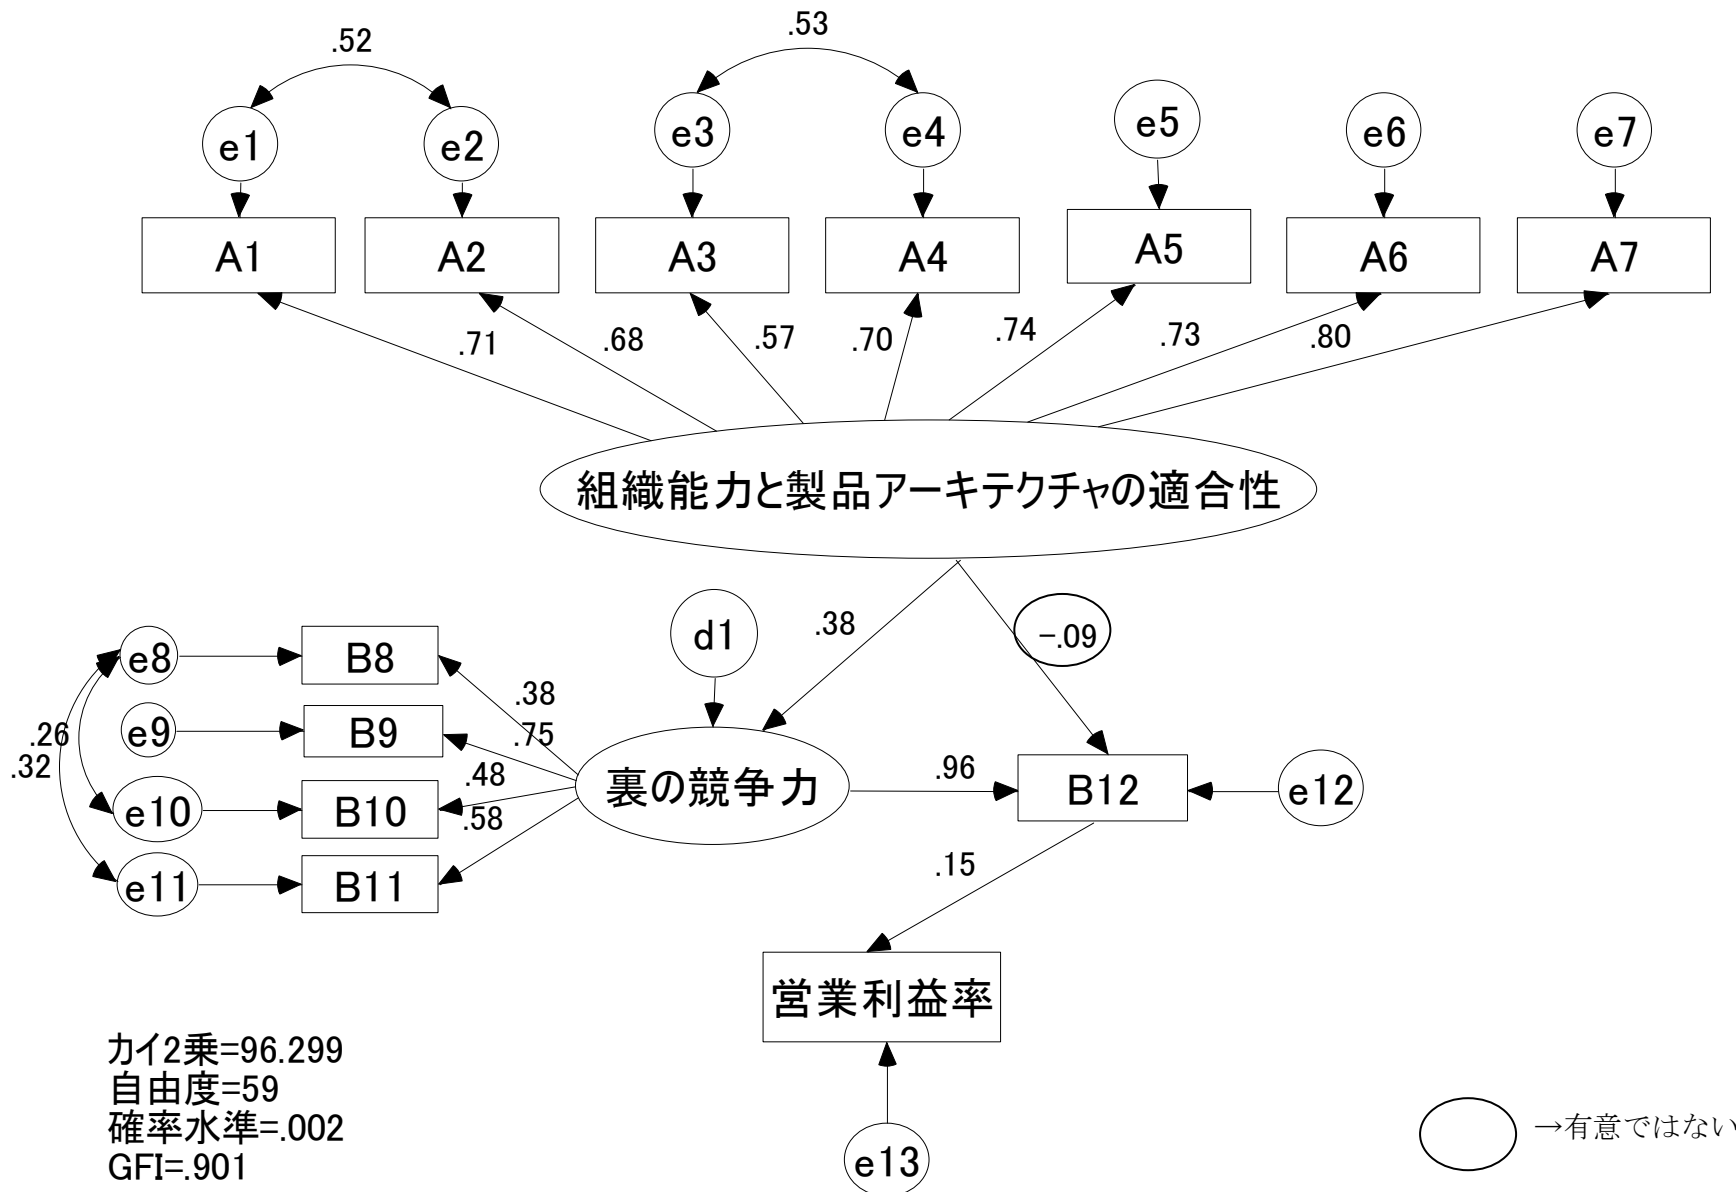 .52
.53
e1
e2
e3
e4
e5
e6
e7
A1
A2
A3
A4
A5
A6
A7
.71
.68
.57
.70
.74
.73
.80
組織能力と製品アーキテクチャの適合性
d1
.38
-.09
e8
B8
.38
e9
B9
.75
.26
.32
.48
裏の競争力
.96
B12
e12
e10
B10
.58
e11
B11
.15
営業利益率
カイ2乗=96.299
自由度=59
確率水準=.002
GFI=.901
e13
→有意ではない